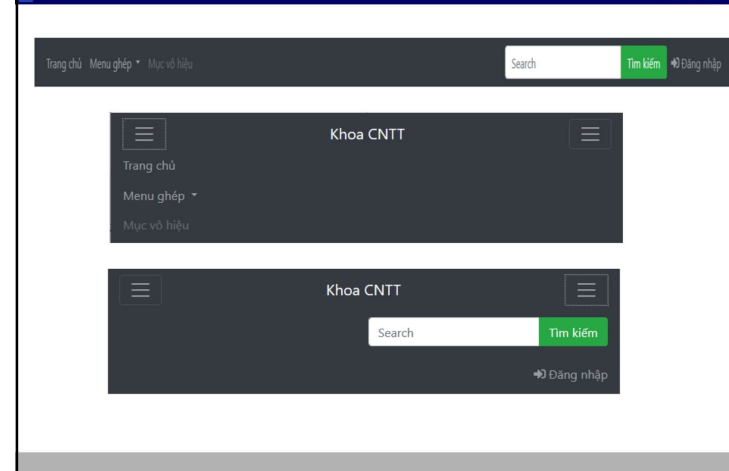 Trang chủ Menu ghép Mục vô hiệu Search Tìm kiếm Đăng nhập
Khoa CNTT
Trang chủ
Menu ghép
Mục vô hiệu
Khoa CNTT
Search Tìm kiếm
Đăng nhập